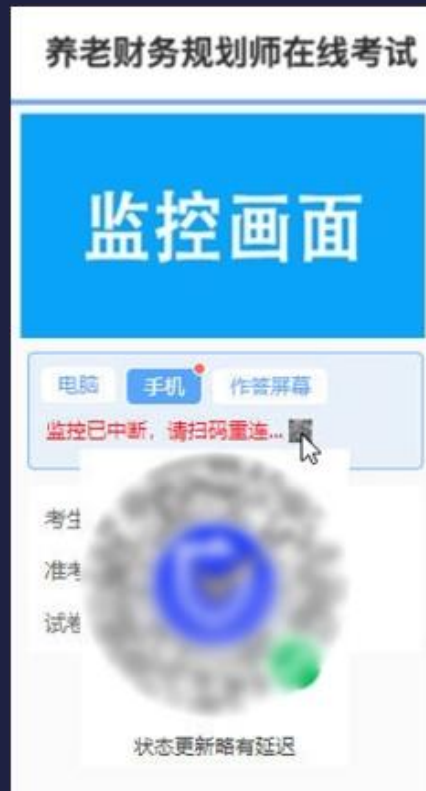 养老财务规划师在线考试
监控画面
电脑 手机 作答屏幕
监控已中断，请扫码重连...
考生
准考
试卷
状态更新略有延迟